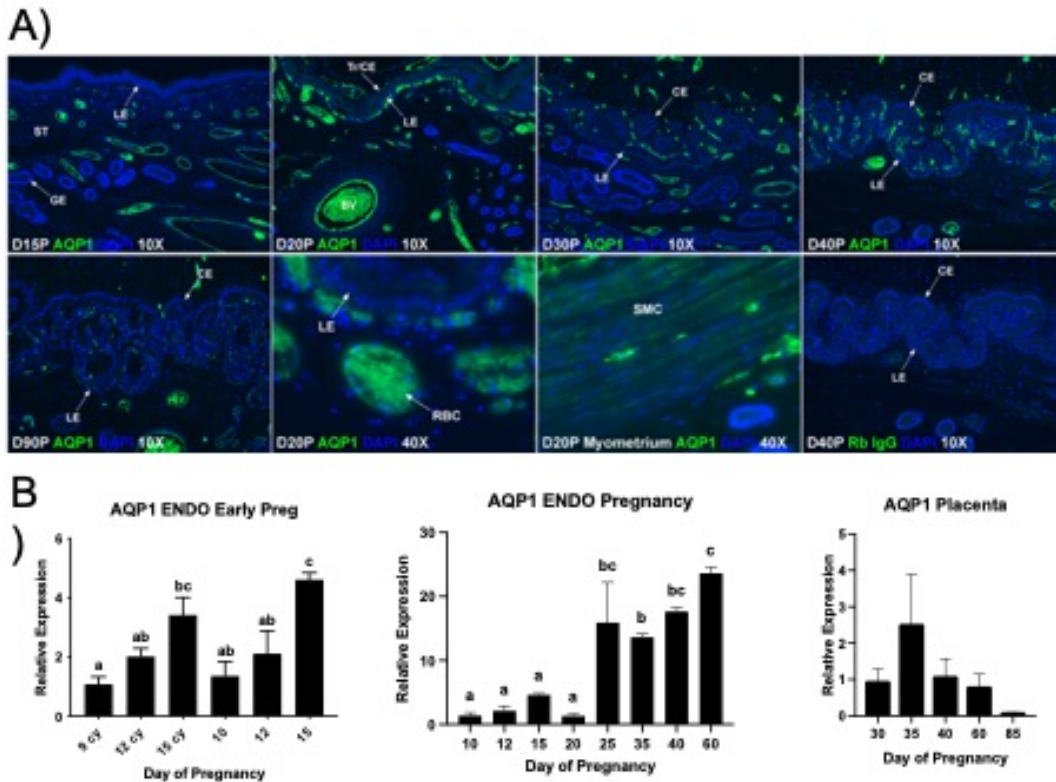 A)
Tr/CE
CE
CE
LE
LE
ST
LE
LE
GE
BV
D15P AQP1 DAPI 10X
D20P AQP1 DAPI 10X
D30P AQP1 DAPI 10X
D40P AQP1 DAPI 10X
CE
CE
SMC
LE
LE
LE
RBC
D90P AQP1 DAPI 10X
D20P AQP1 DAPI 40X
D20P Myometrium AQP1 DAPI 40X
D40P Rb IgG DAPI 10X
B
)
AQP1 ENDO Early Preg
Relative Expression
6
4
2
0
a
ab
bc
ab
ab
c
9 cy
12 cy
15 cy
10
12
15
Day of Pregnancy
AQP1 ENDO Pregnancy
Relative Expression
30
20
10
0
a
a
a
a
bc
b
bc
c
10
12
15
20
25
35
40
60
Day of Pregnancy
AQP1 Placenta
Relative Expression
5
4
3
2
1
0
30
35
40
60
85
Day of Pregnancy